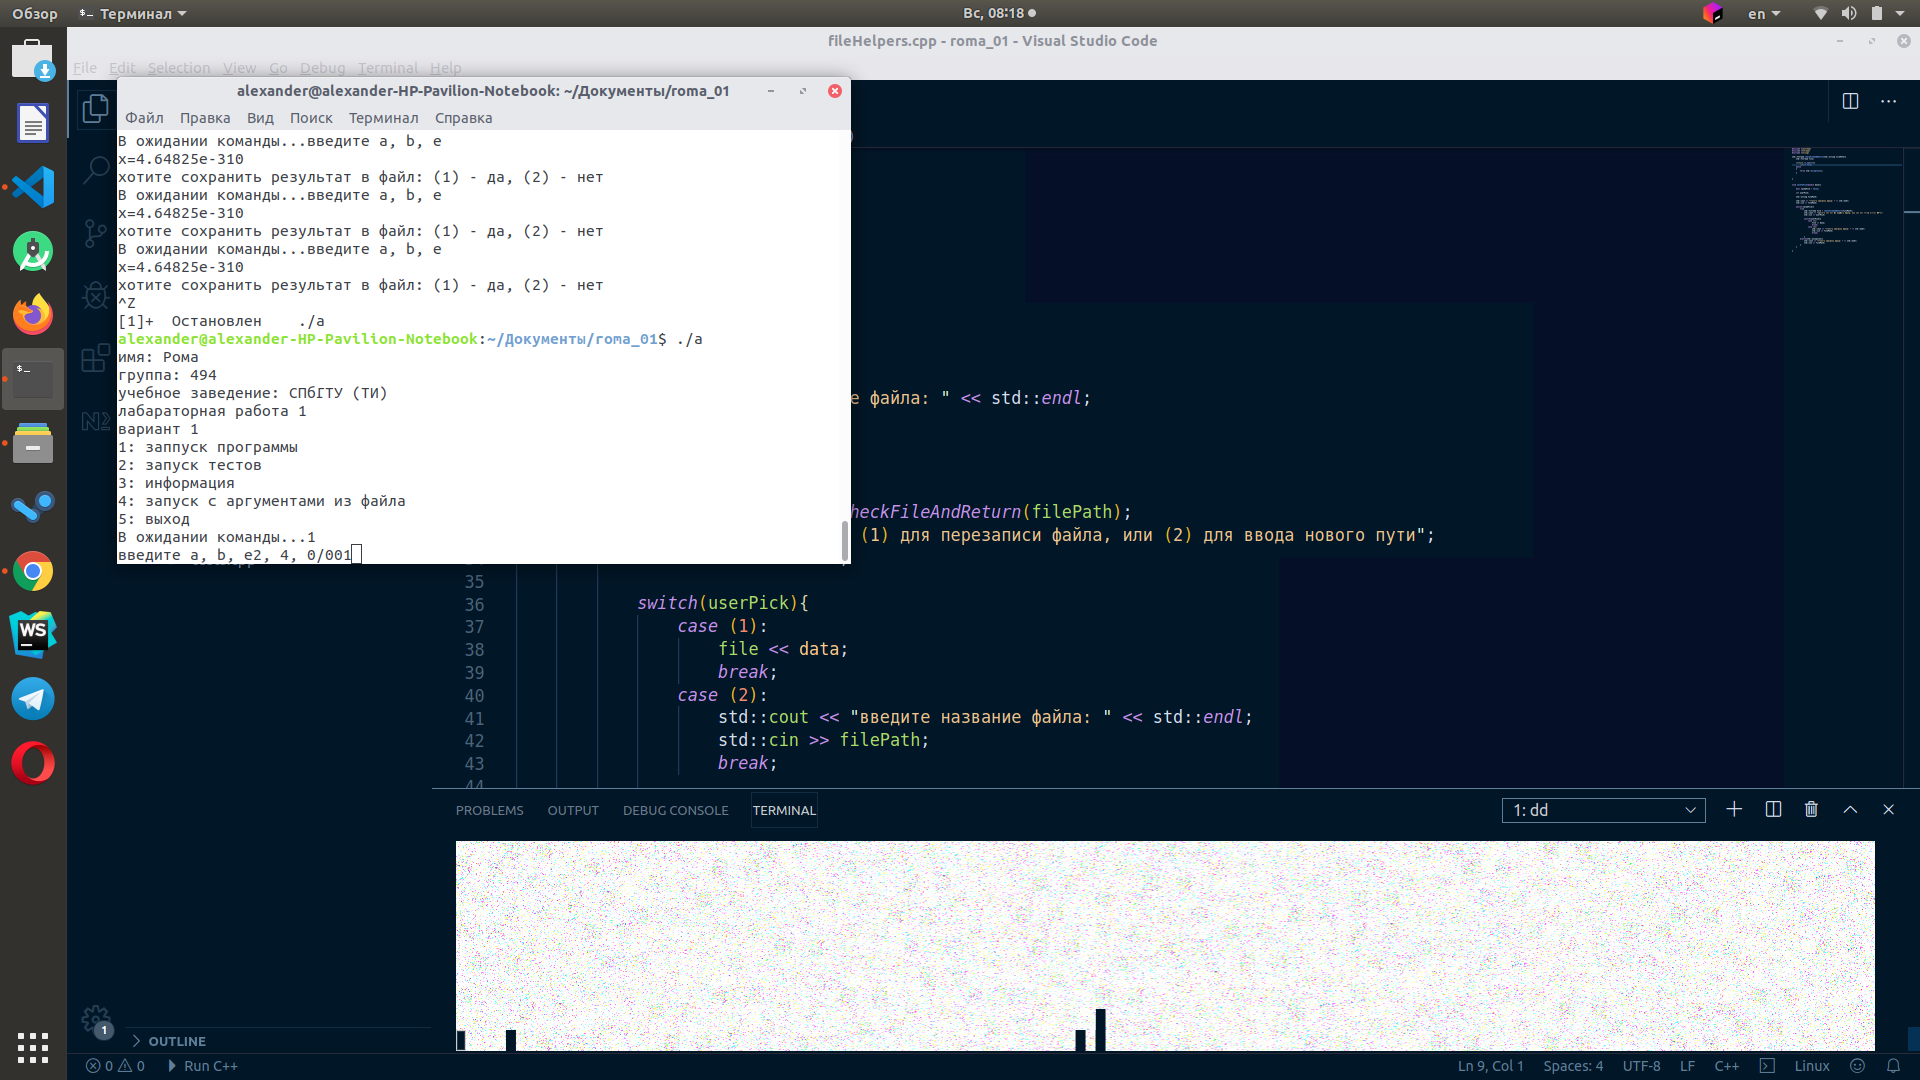 Обзор
Терминал
Вс, 08:18
en
fileHelpers.cpp - roma_01 - Visual Studio Code
File Edit Selection View Go Debug Terminal Help
alexander@alexander-HP-Pavilion-Notebook: ~/Документы/roma_01
Файл Правка Вид Поиск Терминал Справка
В ожидании команды...введите a, b, e
x=4.64825e-310
хотите сохранить результат в файл: (1) - да, (2) - нет
В ожидании команды...введите a, b, e
x=4.64825e-310
хотите сохранить результат в файл: (1) - да, (2) - нет
В ожидании команды...введите a, b, e
x=4.64825e-310
хотите сохранить результат в файл: (1) - да, (2) - нет
^Z
[1]+  Остановлен    ./a
alexander@alexander-HP-Pavilion-Notebook:~/Документы/roma_01$ ./a
имя: Рома
группа: 494
учебное заведение: СПбГТУ (ТИ)
лабараторная работа 1
вариант 1
1: заппуск программы
2: запуск тестов
3: информация
4: запуск с аргументами из файла
5: выход
В ожидании команды...1
введите a, b, e2, 4, 0/001
е файла: " << std::endl;
heckFileAndReturn(filePath);
(1) для перезаписи файла, или (2) для ввода нового пути";
35
36 switch(userPick){
37 case (1):
38 file << data;
39 break;
40 case (2):
41 std::cout << "введите название файла: " << std::endl;
42 std::cin >> filePath;
43 break;
44
PROBLEMS OUTPUT DEBUG CONSOLE TERMINAL
1: dd
1
OUTLINE
0 0 Run C++
Ln 9, Col 1 Spaces: 4 UTF-8 LF C++ Linux
WS